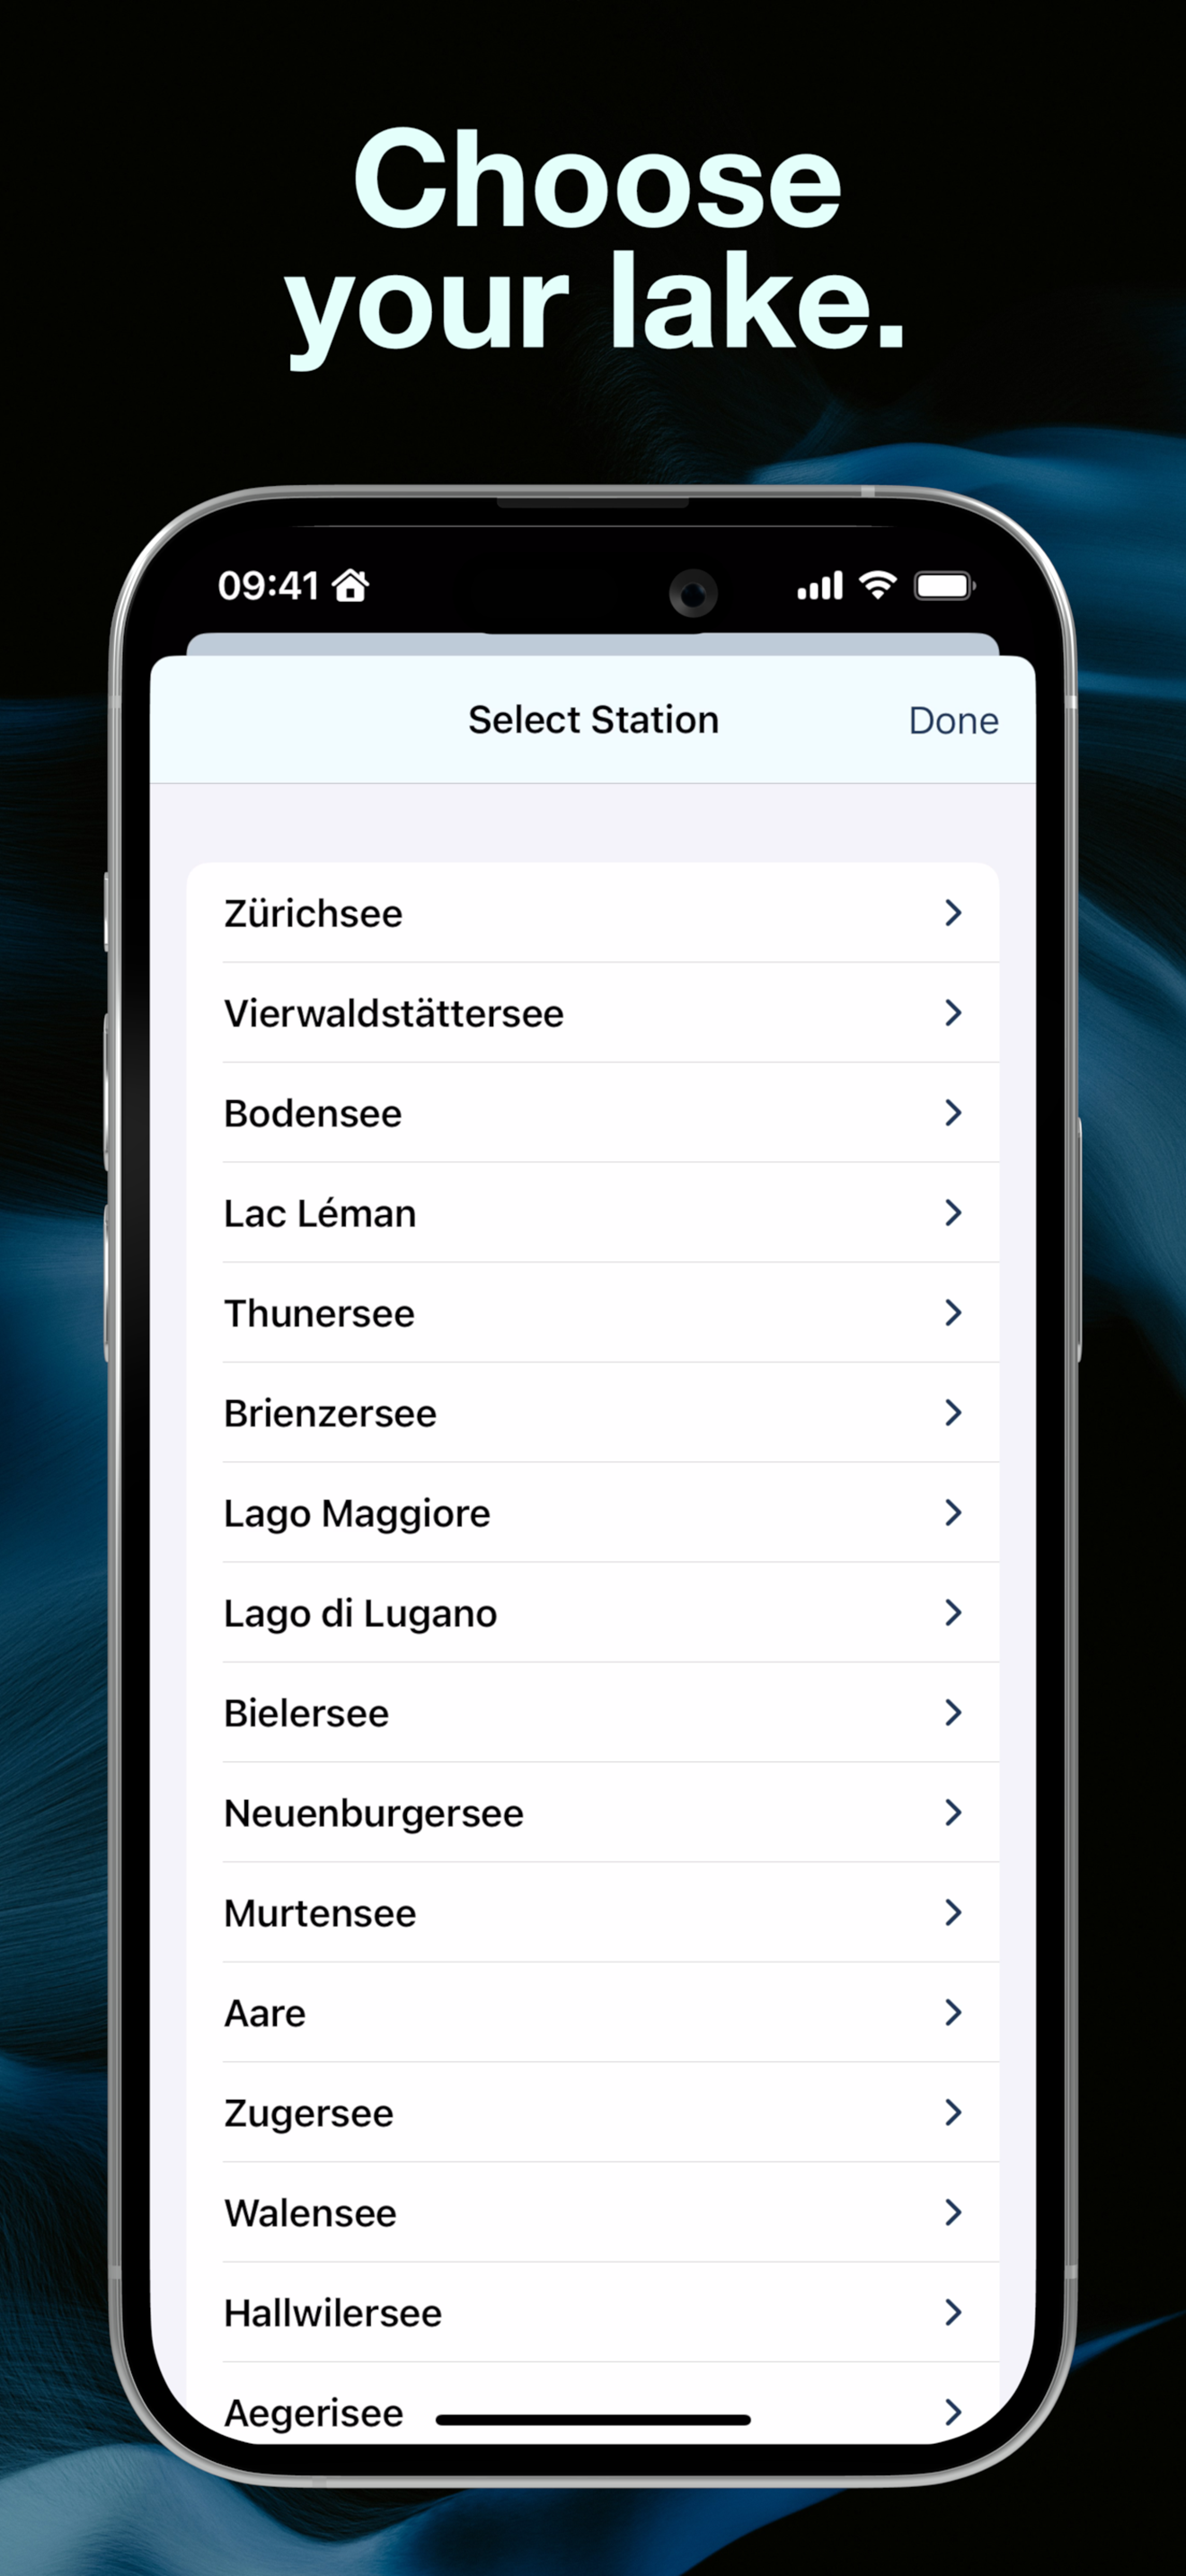 Choose
your lake.
09:41
Select Station
Done
Zürichsee
Vierwaldstättersee
Bodensee
Lac Léman
Thunersee
Brienzersee
Lago Maggiore
Lago di Lugano
Bielersee
Neuenburgersee
Murtensee
Aare
Zugersee
Walensee
Hallwilersee
Aegerisee